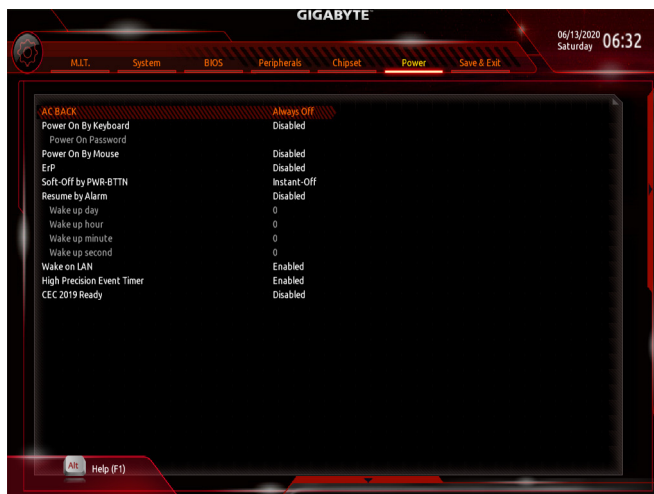 GIGABYTE™
06/13/2020 Saturday 06:32
M.I.T. System BIOS Peripherals Chipset Power Save & Exit
AC BACK Always Off
Power On By Keyboard Disabled
Power On Password
Power On By Mouse Disabled
ErP Disabled
Soft-Off by PWR-BTTN Instant-Off
Resume by Alarm Disabled
Wake up day 0
Wake up hour 0
Wake up minute 0
Wake up second 0
Wake on LAN Enabled
High Precision Event Timer Enabled
CEC 2019 Ready Disabled
Alt Help (F1)